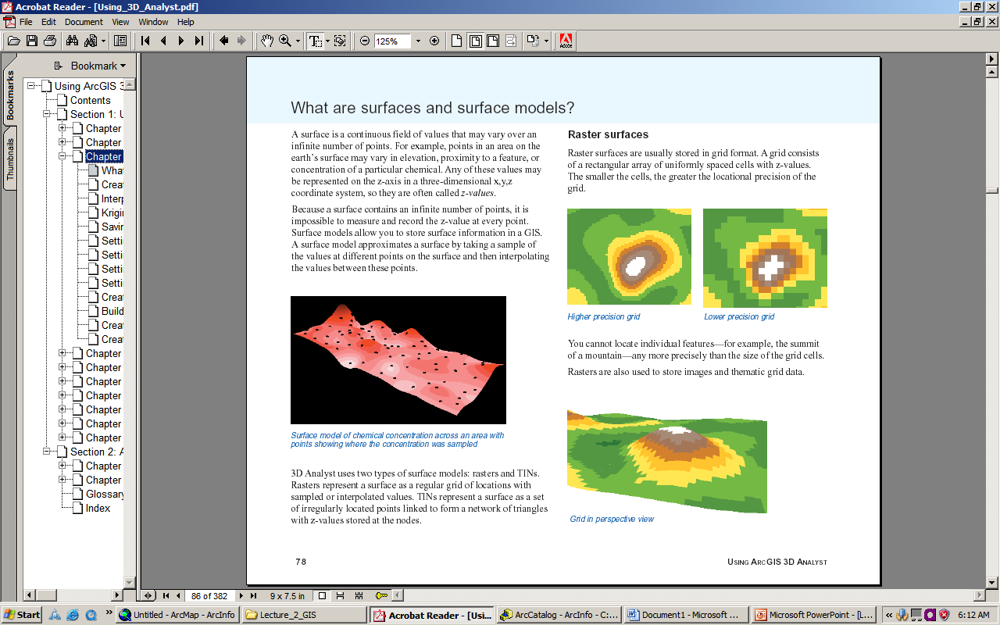 Acrobat Reader - [Using_3D_Analyst.pdf]
File Edit Document View Window Help
125%
Adobe
Bookmark
Bookmarks
Thumbnails
Using ArcGIS 3
Contents
Section 1: U
Chapter
Chapter
Chapter
What
Crea
Interp
Krigin
Savin
Settin
Settin
Settin
Settin
Crea
Build
Crea
Crea
Chapter
Chapter
Chapter
Chapter
Chapter
Chapter
Chapter
Section 2: A
Chapter
Chapter
Glossary
Index
What are surfaces and surface models?
A surface is a continuous field of values that may vary over an
infinite number of points. For example, points in an area on the
earth's surface may vary in elevation, proximity to a feature, or
concentration of a particular chemical. Any of these values may
be represented on the z-axis in a three-dimensional x,y,z
coordinate system, so they are often called z-values.
Because a surface contains an infinite number of points, it is
impossible to measure and record the z-value at every point.
Surface models allow you to store surface information in a GIS.
A surface model approximates a surface by taking a sample of
the values at different points on the surface and then interpolating
the values between these points.
Surface model of chemical concentration across an area with
points showing where the concentration was sampled
3D Analyst uses two types of surface models: rasters and TINs.
Rasters represent a surface as a regular grid of locations with
sampled or interpolated values. TINs represent a surface as a set
of irregularly located points linked to form a network of triangles
with z-values stored at the nodes.
Raster surfaces
Raster surfaces are usually stored in grid format. A grid consists
of a rectangular array of uniformly spaced cells with z-values.
The smaller the cells, the greater the locational precision of the
grid.
Higher precision grid
Lower precision grid
You cannot locate individual features—for example, the summit
of a mountain—any more precisely than the size of the grid cells.
Rasters are also used to store images and thematic grid data.
Grid in perspective view
78
USING ARCGIS 3D ANALYST
86 of 382
9 x 7.5 in
Start
Untitled - ArcMap - ArcInfo
Lecture_2_GIS
Acrobat Reader - [Usi...
ArcCatalog - ArcInfo - C:...
Document1 - Microsoft ...
Microsoft PowerPoint - [L...
6:12 AM